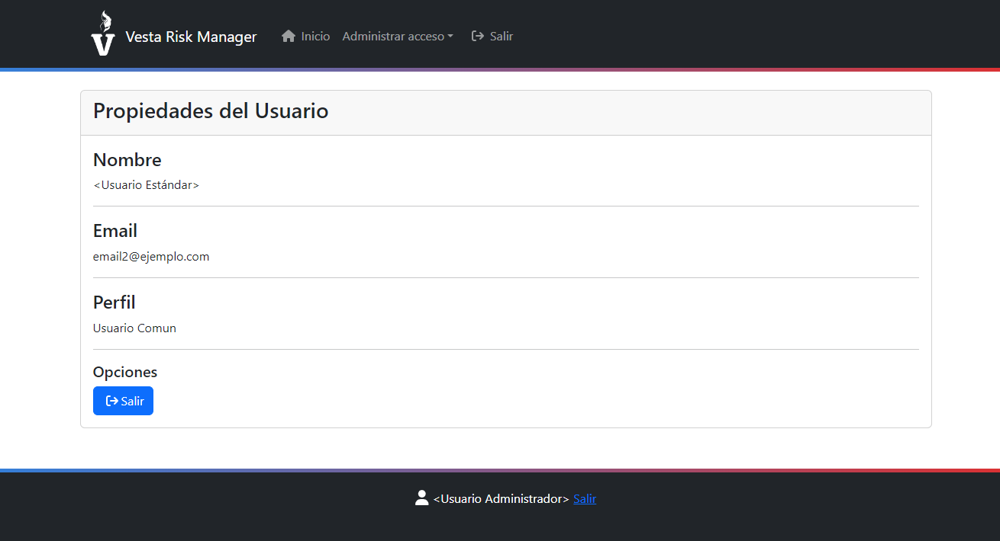 Vesta Risk Manager
Inicio
Administrar acceso
Salir
Propiedades del Usuario
Nombre
<Usuario Estándar>
Email
email2@ejemplo.com
Perfil
Usuario Comun
Opciones
Salir
<Usuario Administrador> Salir